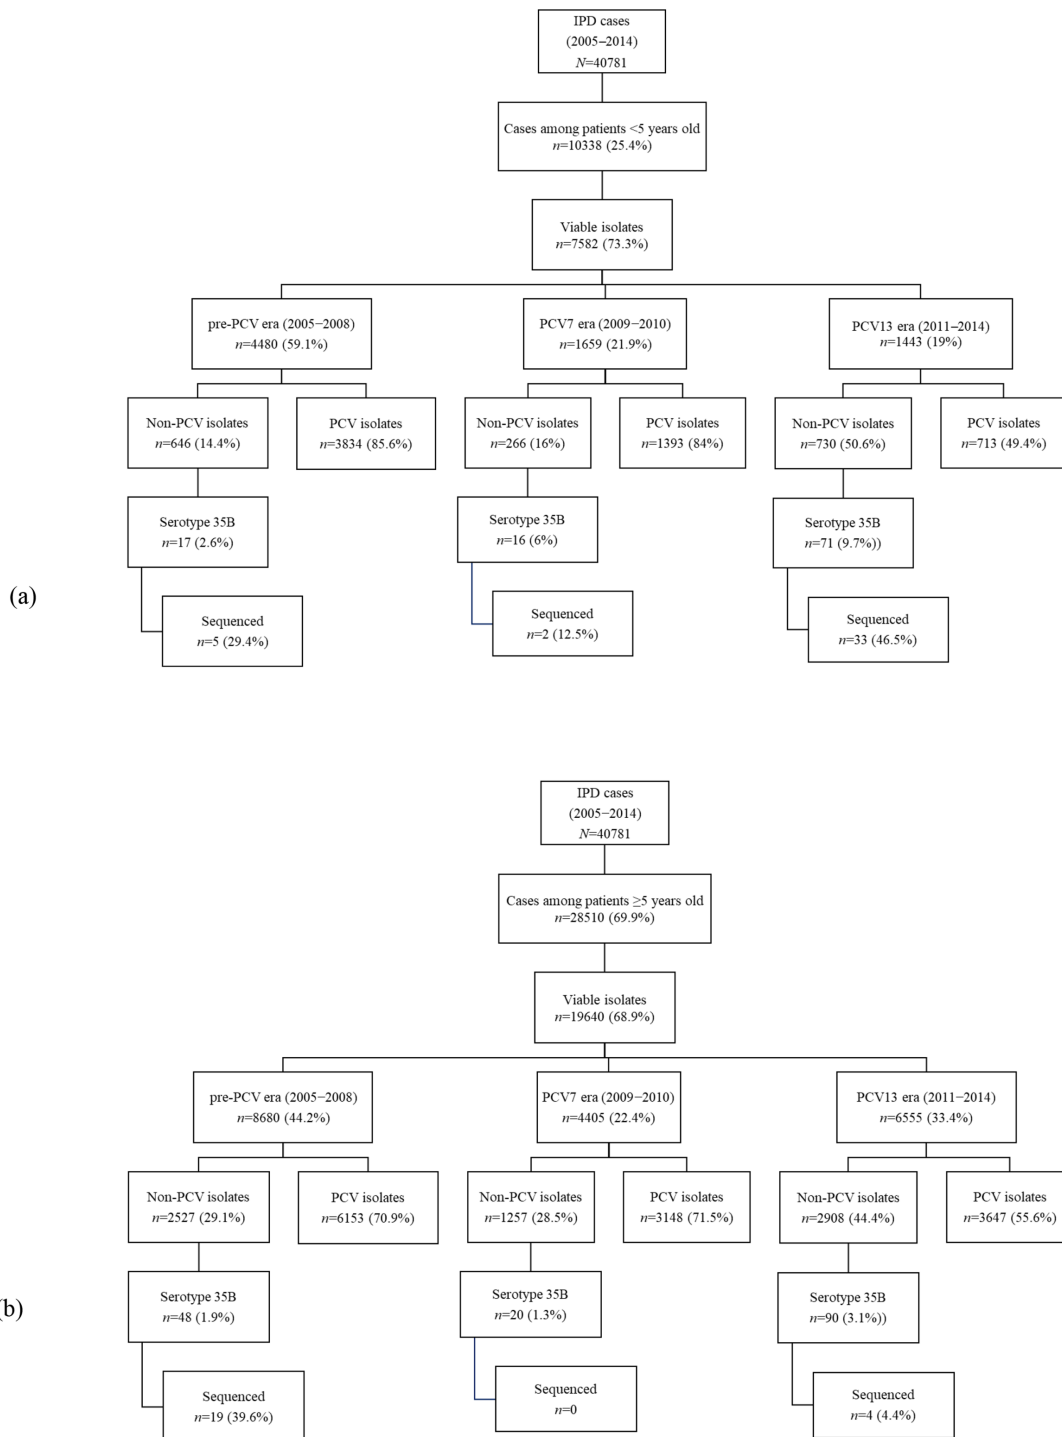 IPD cases
(2005–2014)
N=40781
Cases among patients <5 years old
n=10338 (25.4%)
Viable isolates
n=7582 (73.3%)
pre-PCV era (2005−2008)
n=4480 (59.1%)
PCV7 era (2009−2010)
n=1659 (21.9%)
PCV13 era (2011−2014)
n=1443 (19%)
Non-PCV isolates
n=646 (14.4%)
PCV isolates
n=3834 (85.6%)
Non-PCV isolates
n=266 (16%)
PCV isolates
n=1393 (84%)
Non-PCV isolates
n=730 (50.6%)
PCV isolates
n=713 (49.4%)
Serotype 35B
n=17 (2.6%)
Serotype 35B
n=16 (6%)
Serotype 35B
n=71 (9.7%))
(a)
Sequenced
n=5 (29.4%)
Sequenced
n=2 (12.5%)
Sequenced
n=33 (46.5%)
IPD cases
(2005−2014)
N=40781
Cases among patients ≥5 years old
n=28510 (69.9%)
Viable isolates
n=19640 (68.9%)
pre-PCV era (2005−2008)
n=8680 (44.2%)
PCV7 era (2009−2010)
n=4405 (22.4%)
PCV13 era (2011−2014)
n=6555 (33.4%)
Non-PCV isolates
n=2527 (29.1%)
PCV isolates
n=6153 (70.9%)
Non-PCV isolates
n=1257 (28.5%)
PCV isolates
n=3148 (71.5%)
Non-PCV isolates
n=2908 (44.4%)
PCV isolates
n=3647 (55.6%)
(b)
Serotype 35B
n=48 (1.9%)
Serotype 35B
n=20 (1.3%)
Serotype 35B
n=90 (3.1%))
Sequenced
n=19 (39.6%)
Sequenced
n=0
Sequenced
n=4 (4.4%)